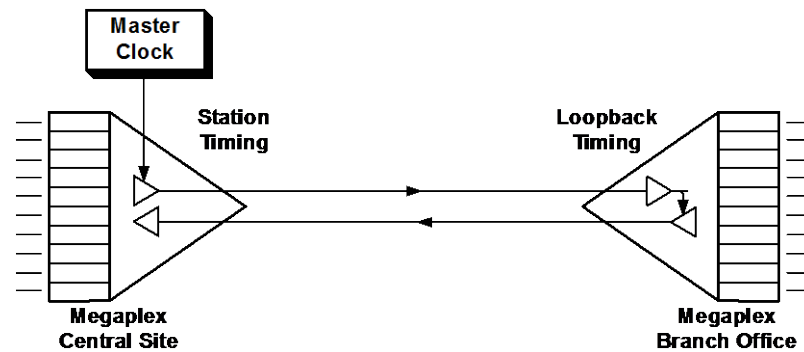 Master
Clock
Station
Timing
Loopback
Timing
Megaplex
Central Site
Megaplex
Branch Office